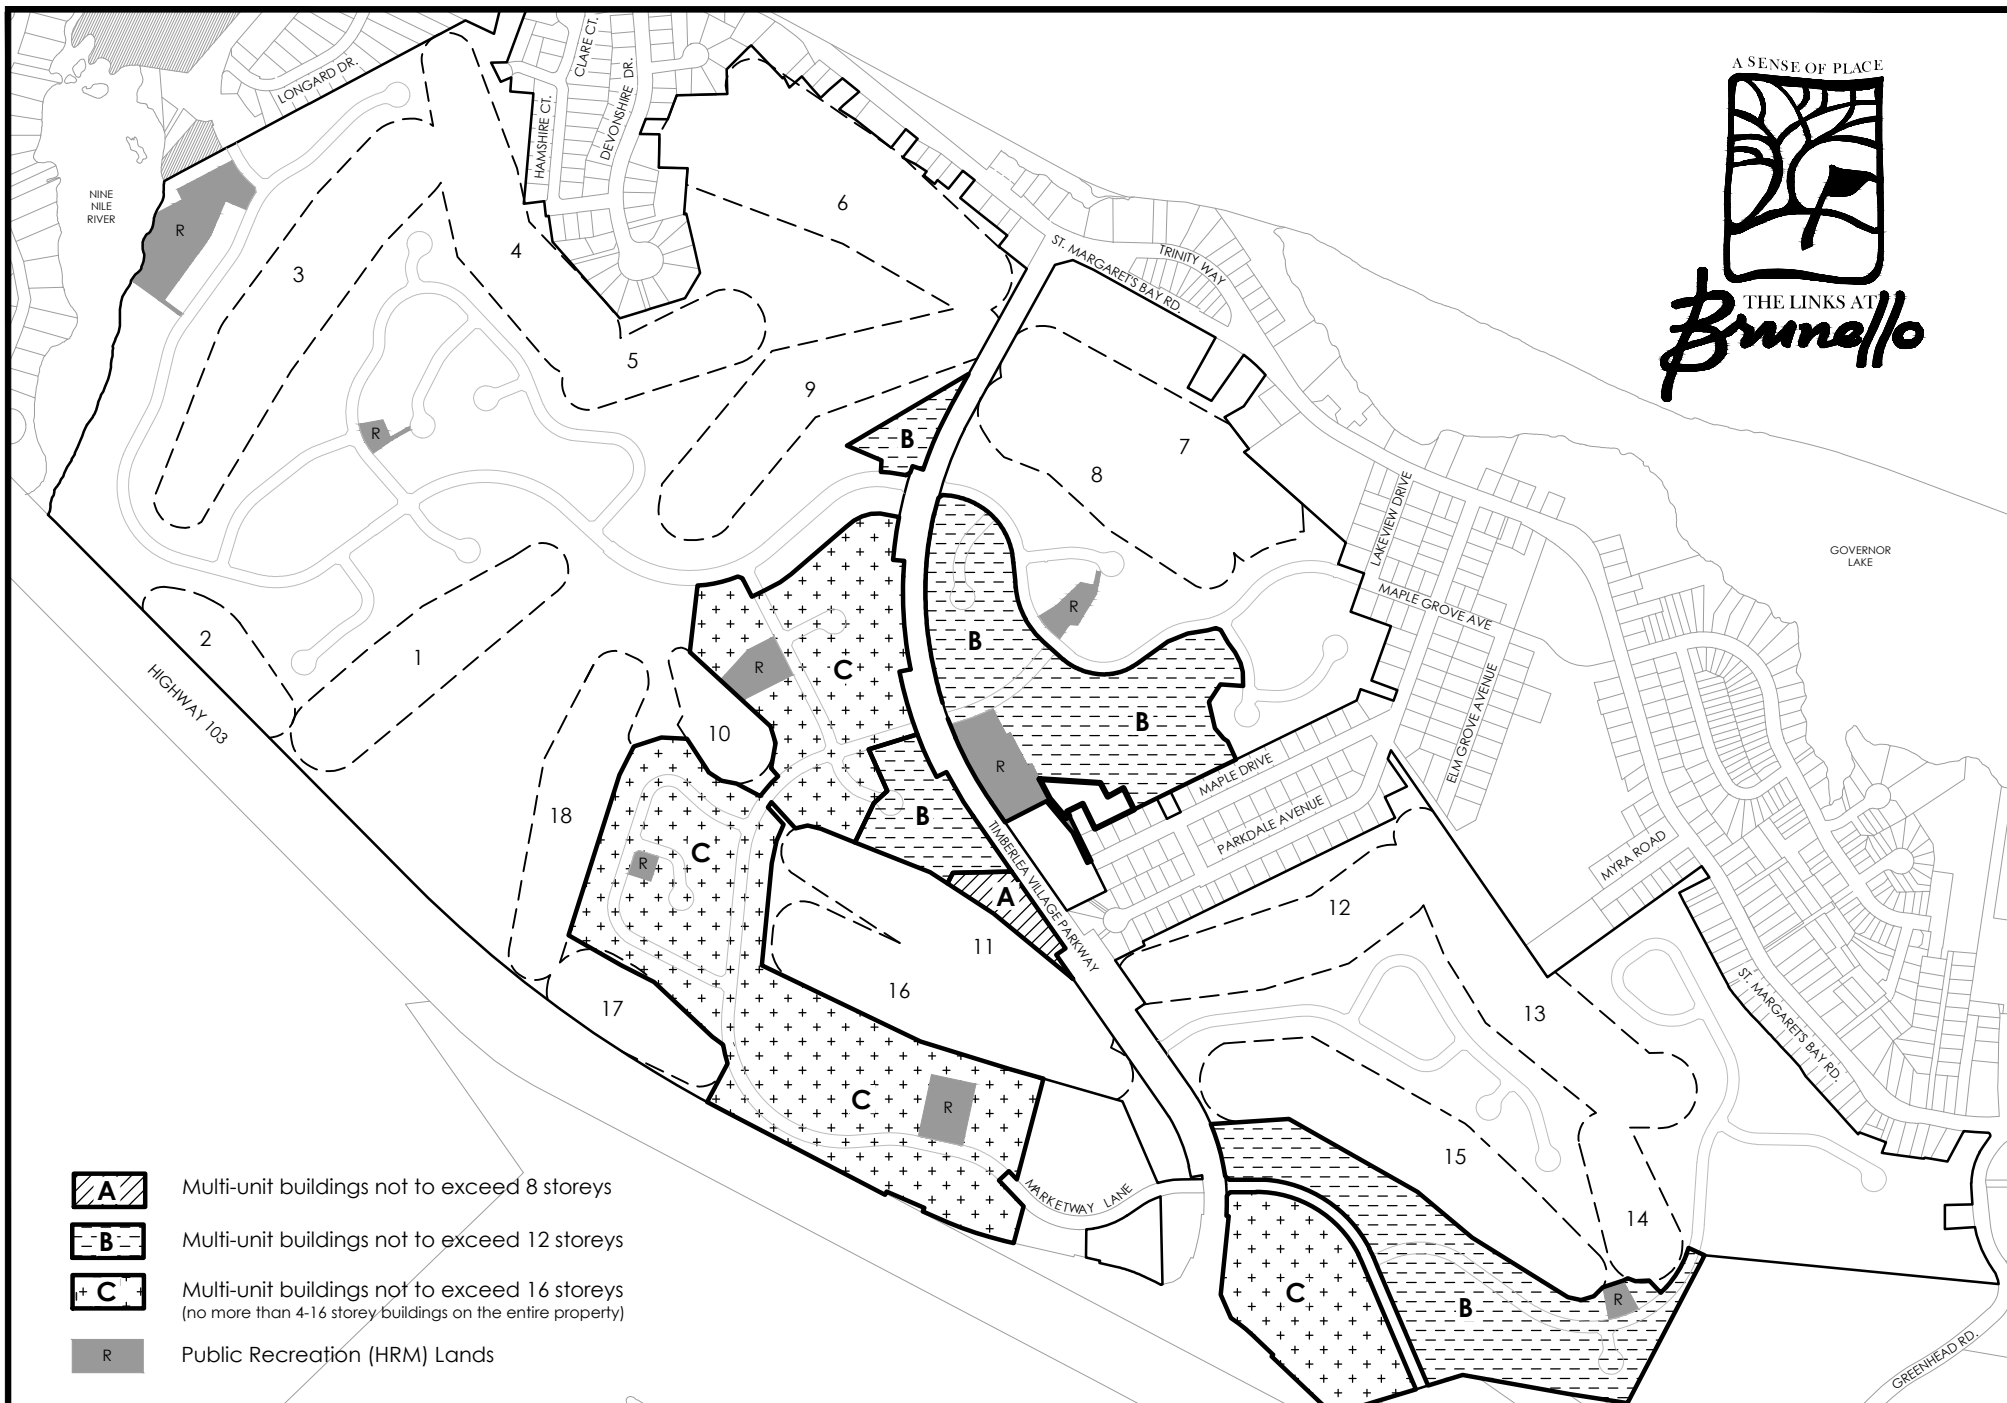 A SENSE OF PLACE
THE LINKS AT
Brunello
LONGARD DR.
CLARE CT.
HAMSHIRE CT.
DEVONSHIRE DR.
NINE
NILE
RIVER
R
3
4
6
5
9
ST. MARGARET'S BAY RD.
TRINITY WAY
R
B
7
8
LAKEVIEW DRIVE
GOVERNOR
LAKE
MAPLE GROVE AVE
R
B
2
1
HIGHWAY 103
R
C
10
ELM GROVE AVENUE
B
R
MAPLE DRIVE
PARKDALE AVENUE
18
B
TIMBERLEA VILLAGE PARKWAY
MYRA ROAD
R
C
A
12
11
16
17
13
ST. MARGARET'S BAY RD.
C
R
15
MARKETWAY LANE
14
C
B
R
GREENHEAD RD.
A Multi-unit buildings not to exceed 8 storeys
B Multi-unit buildings not to exceed 12 storeys
C Multi-unit buildings not to exceed 16 storeys
(no more than 4-16 storey buildings on the entire property)
R Public Recreation (HRM) Lands